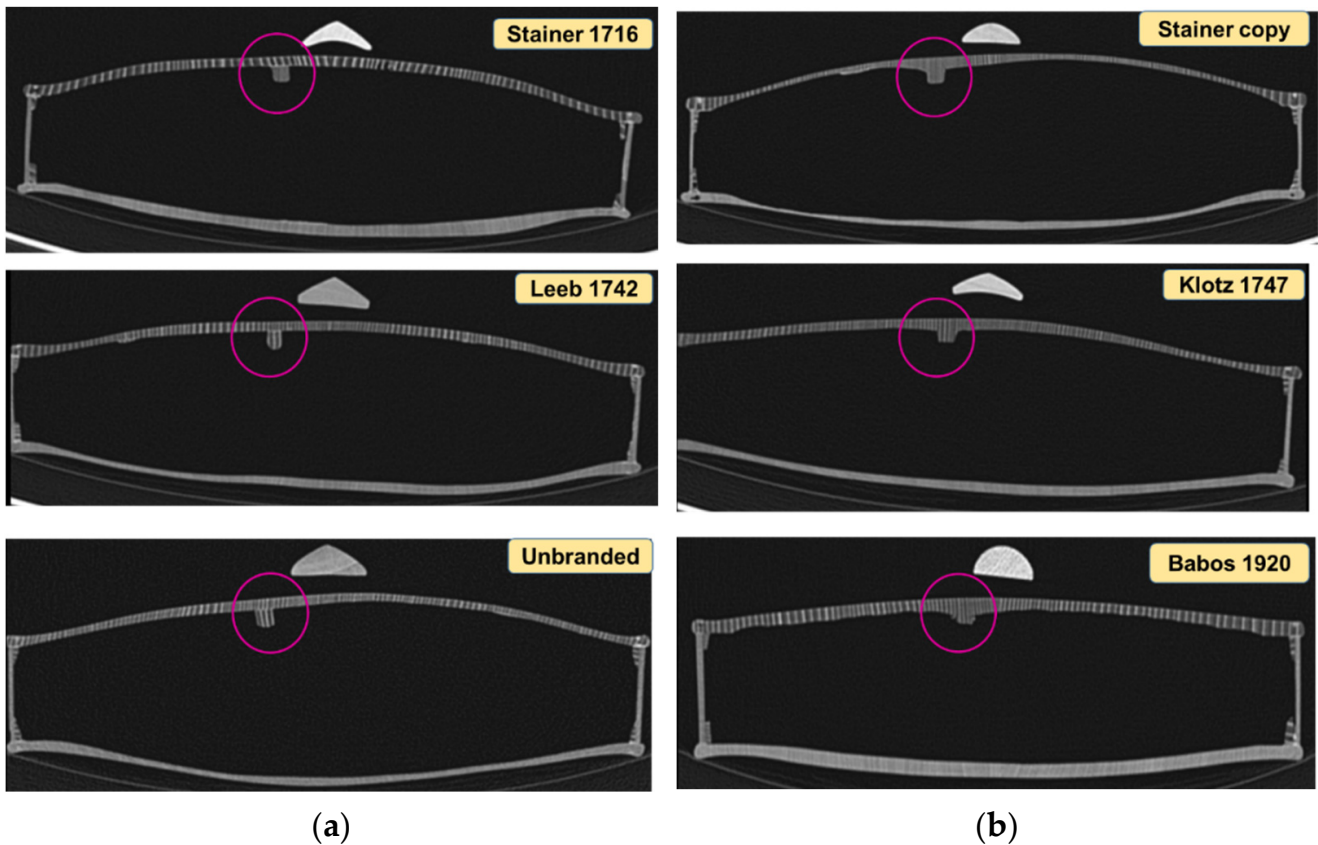 Stainer 1716
Stainer copy
Leeb 1742
Klotz 1747
Unbranded
Babos 1920
(a)
(b)